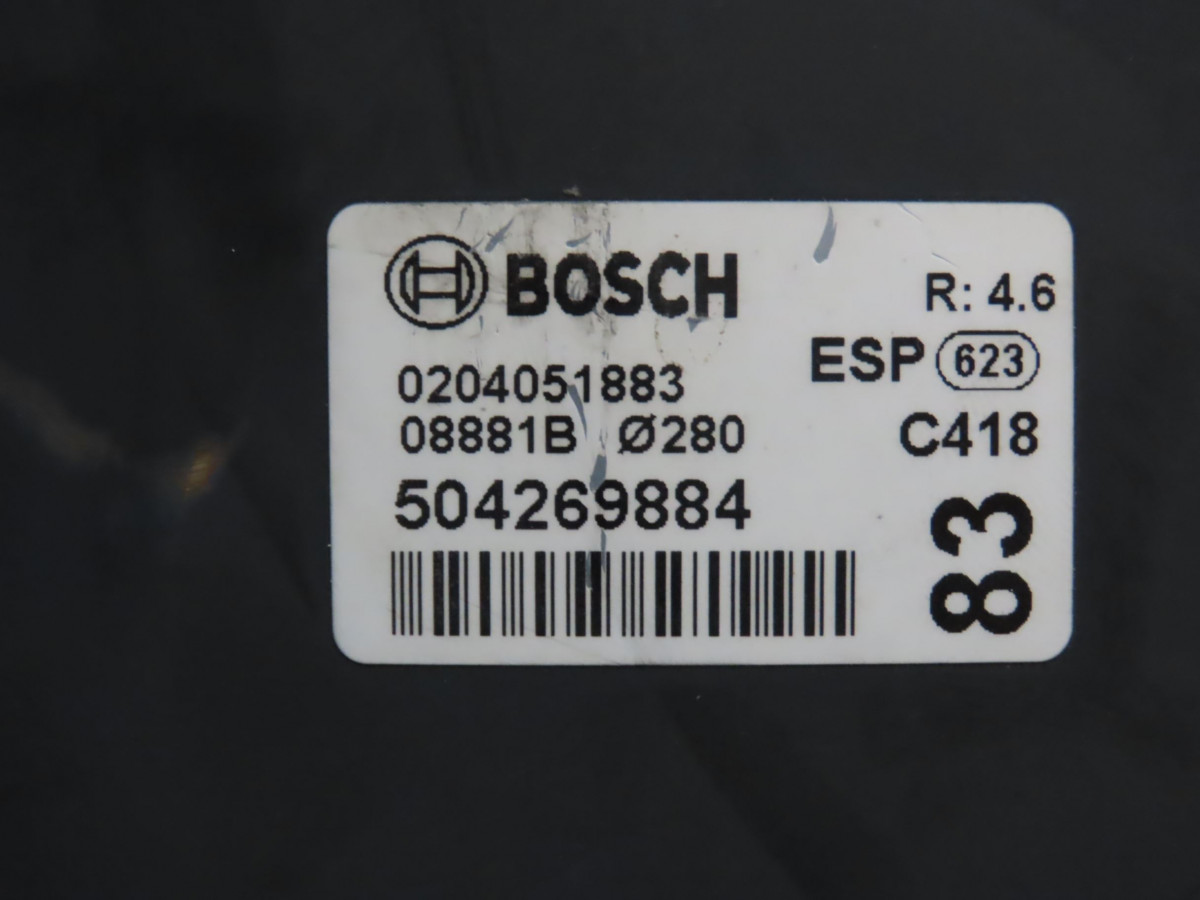 BOSCH
R: 4.6
ESP 623
0204051883
08881B Ø280
C418
504269884
83